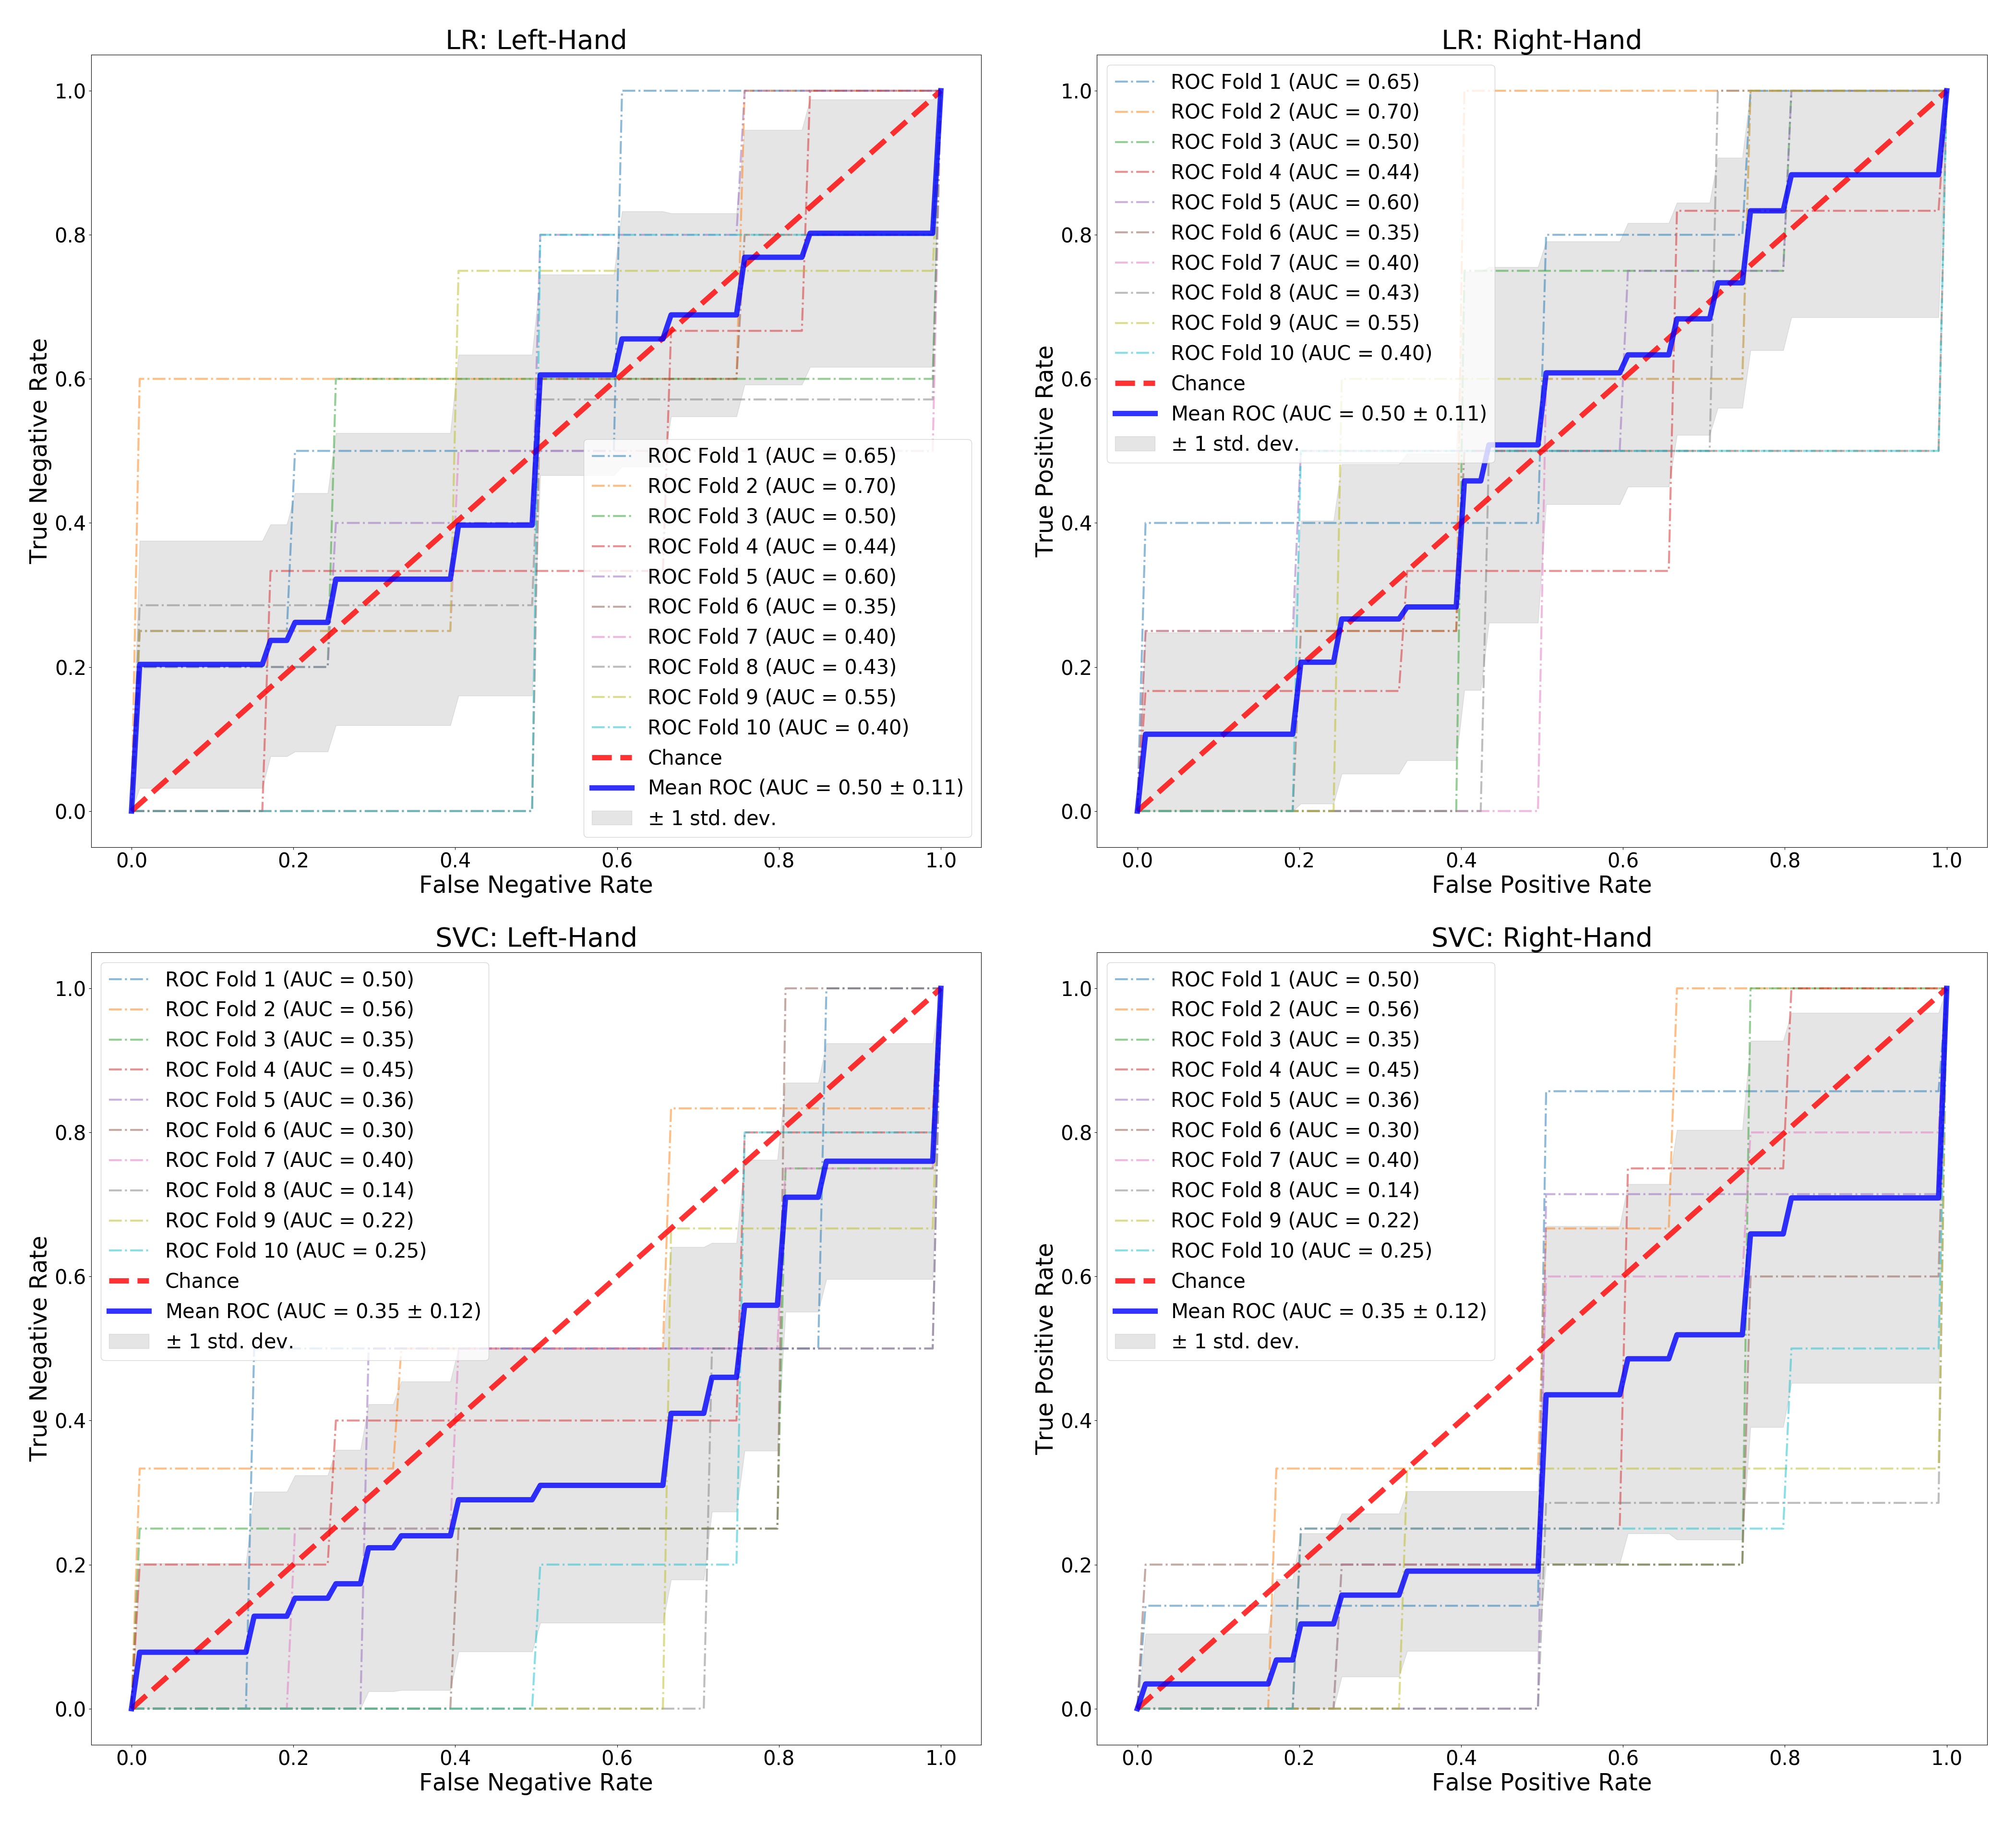 LR: Left-Hand
True Negative Rate
1.0
0.8
0.6
0.4
0.2
0.0
ROC Fold 1 (AUC = 0.65)
ROC Fold 2 (AUC = 0.70)
ROC Fold 3 (AUC = 0.50)
ROC Fold 4 (AUC = 0.44)
ROC Fold 5 (AUC = 0.60)
ROC Fold 6 (AUC = 0.35)
ROC Fold 7 (AUC = 0.40)
ROC Fold 8 (AUC = 0.43)
ROC Fold 9 (AUC = 0.55)
ROC Fold 10 (AUC = 0.40)
Chance
Mean ROC (AUC = 0.50 ± 0.11)
± 1 std. dev.
0.0 0.2 0.4 0.6 0.8 1.0
False Negative Rate
LR: Right-Hand
True Positive Rate
1.0
0.8
0.6
0.4
0.2
0.0
ROC Fold 1 (AUC = 0.65)
ROC Fold 2 (AUC = 0.70)
ROC Fold 3 (AUC = 0.50)
ROC Fold 4 (AUC = 0.44)
ROC Fold 5 (AUC = 0.60)
ROC Fold 6 (AUC = 0.35)
ROC Fold 7 (AUC = 0.40)
ROC Fold 8 (AUC = 0.43)
ROC Fold 9 (AUC = 0.55)
ROC Fold 10 (AUC = 0.40)
Chance
Mean ROC (AUC = 0.50 ± 0.11)
± 1 std. dev.
0.0 0.2 0.4 0.6 0.8 1.0
False Positive Rate
SVC: Left-Hand
True Negative Rate
1.0
0.8
0.6
0.4
0.2
0.0
ROC Fold 1 (AUC = 0.50)
ROC Fold 2 (AUC = 0.56)
ROC Fold 3 (AUC = 0.35)
ROC Fold 4 (AUC = 0.45)
ROC Fold 5 (AUC = 0.36)
ROC Fold 6 (AUC = 0.30)
ROC Fold 7 (AUC = 0.40)
ROC Fold 8 (AUC = 0.14)
ROC Fold 9 (AUC = 0.22)
ROC Fold 10 (AUC = 0.25)
Chance
Mean ROC (AUC = 0.35 ± 0.12)
± 1 std. dev.
0.0 0.2 0.4 0.6 0.8 1.0
False Negative Rate
SVC: Right-Hand
True Positive Rate
1.0
0.8
0.6
0.4
0.2
0.0
ROC Fold 1 (AUC = 0.50)
ROC Fold 2 (AUC = 0.56)
ROC Fold 3 (AUC = 0.35)
ROC Fold 4 (AUC = 0.45)
ROC Fold 5 (AUC = 0.36)
ROC Fold 6 (AUC = 0.30)
ROC Fold 7 (AUC = 0.40)
ROC Fold 8 (AUC = 0.14)
ROC Fold 9 (AUC = 0.22)
ROC Fold 10 (AUC = 0.25)
Chance
Mean ROC (AUC = 0.35 ± 0.12)
± 1 std. dev.
0.0 0.2 0.4 0.6 0.8 1.0
False Positive Rate